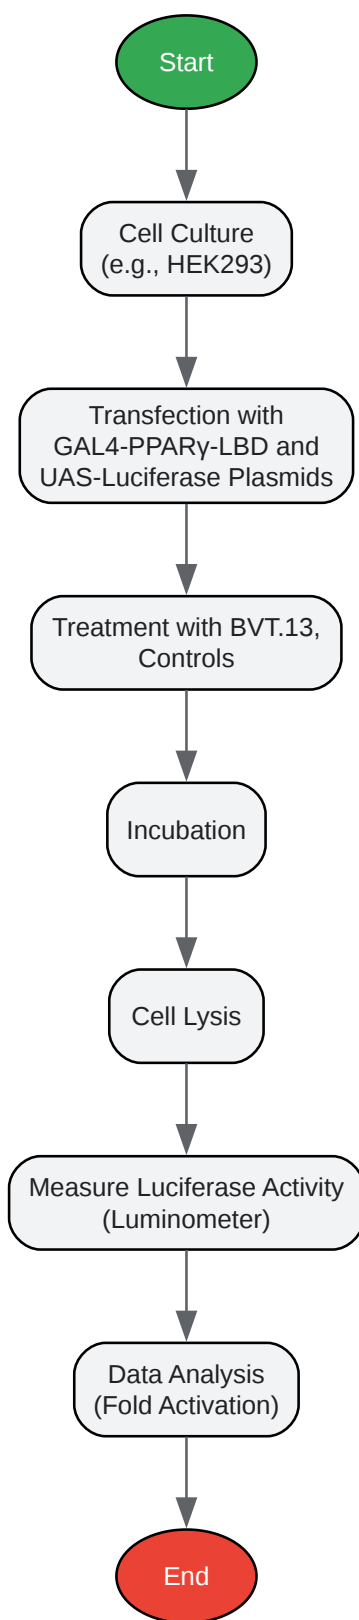 Start
Cell Culture
(e.g., HEK293)
Transfection with
GAL4-PPARγ-LBD and
UAS-Luciferase Plasmids
Treatment with BVT.13,
Controls
Incubation
Cell Lysis
Measure Luciferase Activity
(Luminometer)
Data Analysis
(Fold Activation)
End